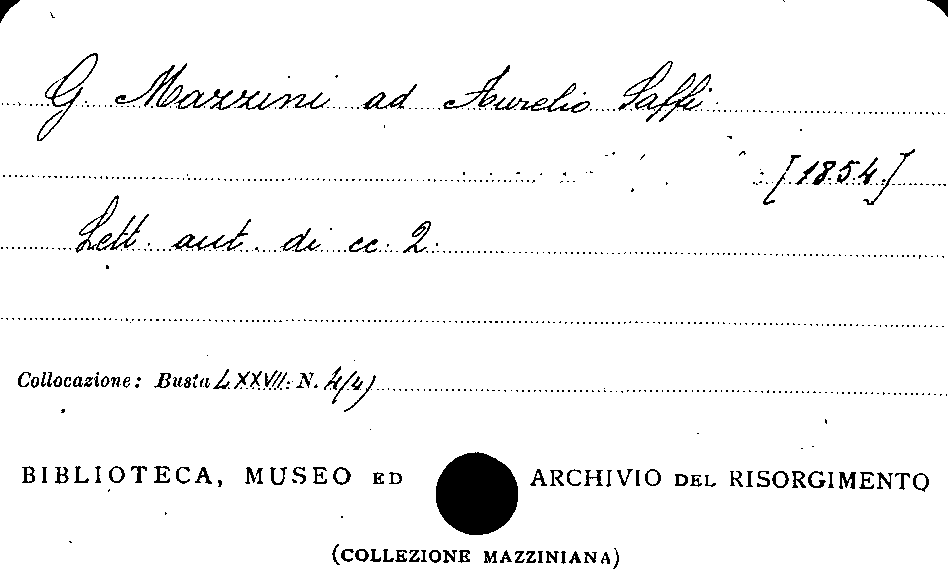 G. Mazzini ad Aurelio Saffi
[1854]
Lett. aut. di cc. 2.
Collocazione: Busta LXXVII. N. 4/4)
BIBLIOTECA, MUSEO ED ARCHIVIO DEL RISORGIMENTO
(COLLEZIONE MAZZINIANA)